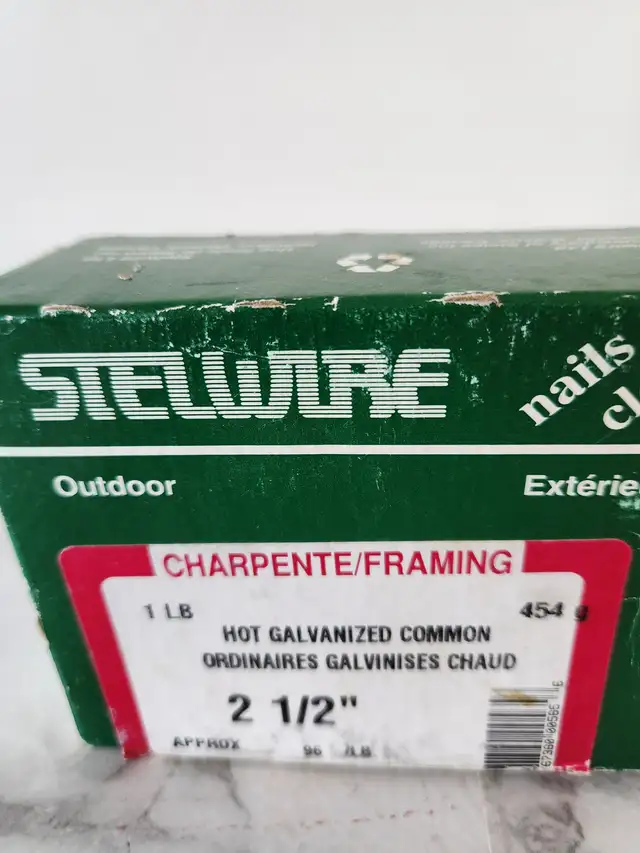 STELWIRE
nails
cl
Outdoor
Extérie
CHARPENTE/FRAMING
1 LB
454 g
HOT GALVANIZED COMMON
ORDINAIRES GALVINISES CHAUD
2 1/2"
APPROX 96 /LB